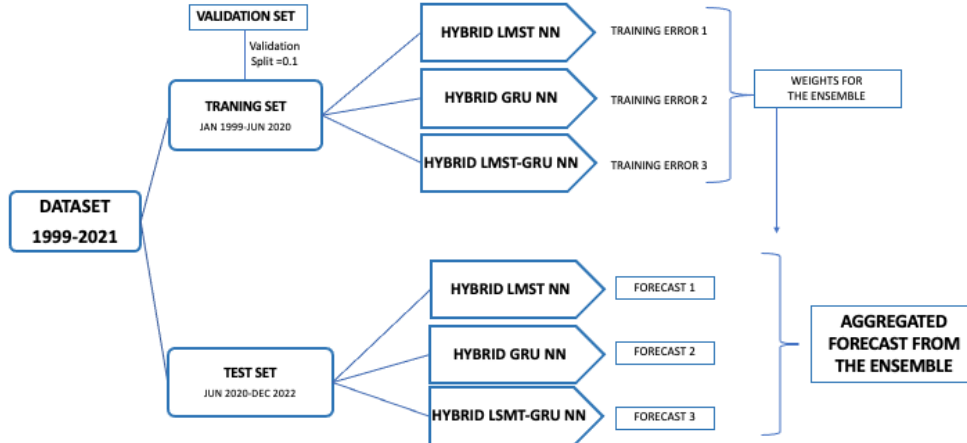 VALIDATION SET
Validation
Split =0.1
TRANING SET
JAN 1999-JUN 2020
HYBRID LMST NN
TRAINING ERROR 1
HYBRID GRU NN
TRAINING ERROR 2
HYBRID LMST-GRU NN
TRAINING ERROR 3
WEIGHTS FOR
THE ENSEMBLE
DATASET
1999-2021
TEST SET
JUN 2020-DEC 2022
HYBRID LMST NN
FORECAST 1
HYBRID GRU NN
FORECAST 2
HYBRID LSMT-GRU NN
FORECAST 3
AGGREGATED
FORECAST FROM
THE ENSEMBLE